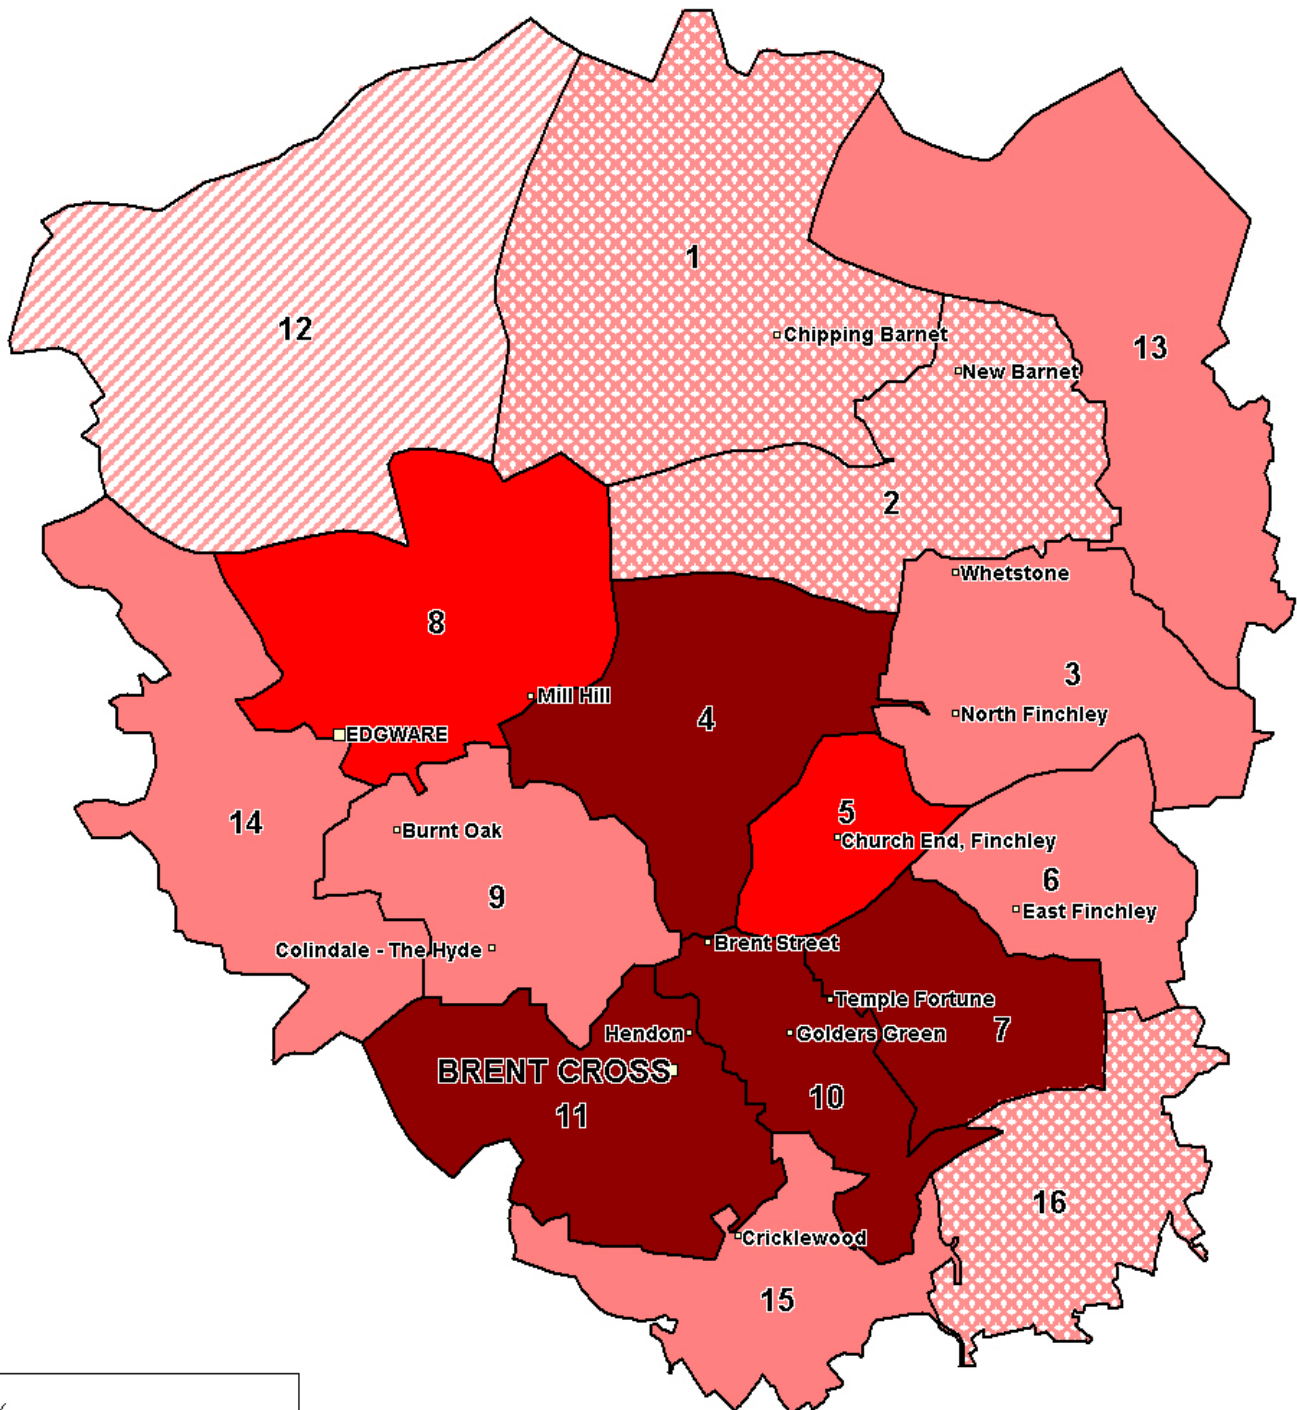 1
12
Chipping Barnet
13
New Barnet
2
Whetstone
8
3
Mill Hill
4
North Finchley
EDGWARE
5
14
Burnt Oak
Church End, Finchley
6
9
East Finchley
Brent Street
Colindale - The Hyde
Temple Fortune
7
Hendon
Golders Green
BRENT CROSS
10
11
16
Cricklewood
15